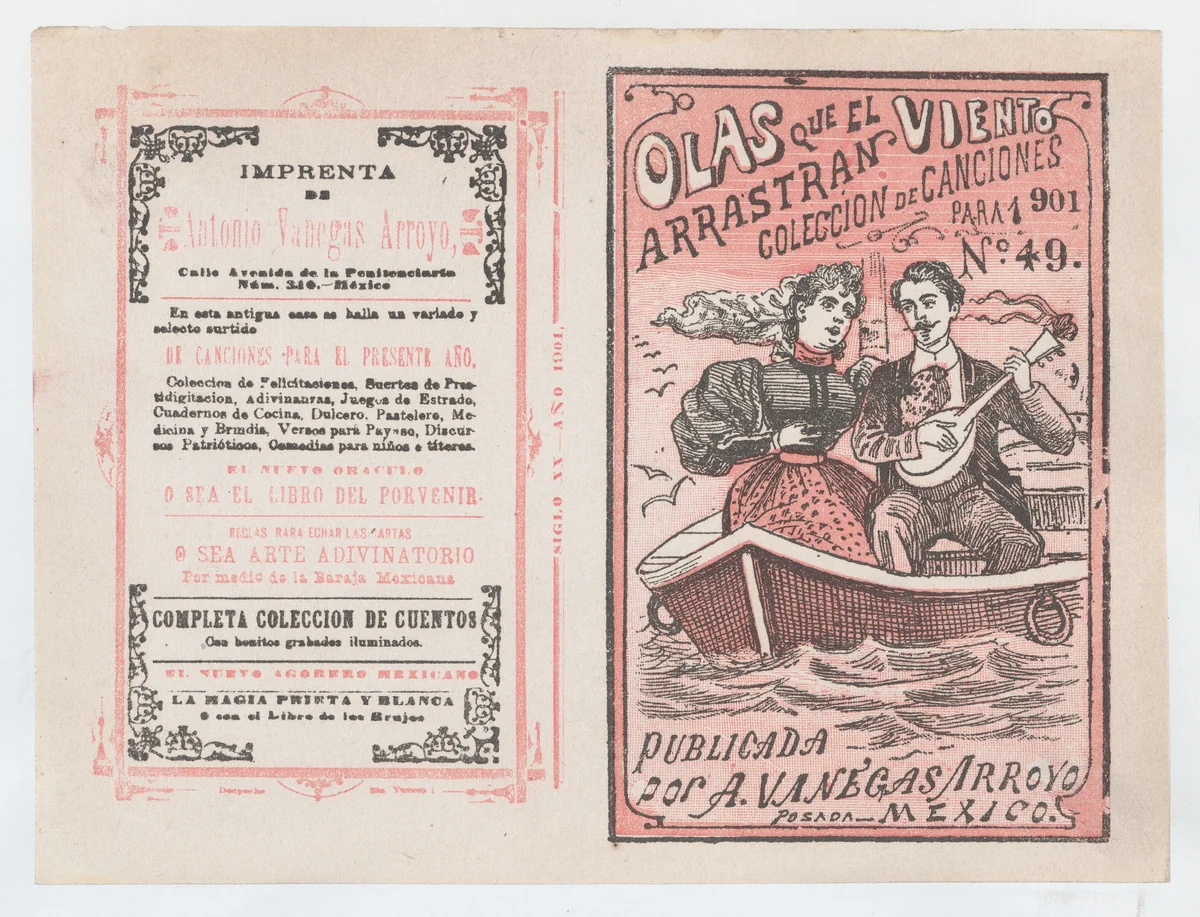 IMPRENTA
DE
Antonio Vanegas Arroyo,
Calle Avenida de la Penitenciaría
Núm. 310.—México
En esta antigua casa se halla un variado y
selecto surtido
DE CANCIONES PARA EL PRESENTE AÑO.
Coleccion de Felicitaciones, Suertes de Pres-
tidigitacion, Adivinanzas, Juegos de Estrado,
Cuadernos de Cocina, Dulcero, Pastelero, Me-
dicina y Brindis, Versos para Payaso, Discur-
sos Patrióticos, Comedias para niños e títeres.
EL NUEVO ORACULO
O SEA EL LIBRO DEL PORVENIR.
REGLAS RARA ECHAR LAS CARTAS
O SEA ARTE ADIVINATORIO
Por medio de la Baraja Mexicana
COMPLETA COLECCION DE CUENTOS
Con bonitos grabados iluminados.
EL NUEVO AGORERO MEXICANO
LA MAGIA PRIETA Y BLANCA
O sea el Libro de los Brujos
SIGLO XX—AÑO 1901.
OLAS QUE EL VIENTO
ARRASTRAN
COLECCION DE CANCIONES
PARA 1901
No. 49.
PUBLICADA
POR A. VANEGAS ARROYO
POSADA—MEXICO.